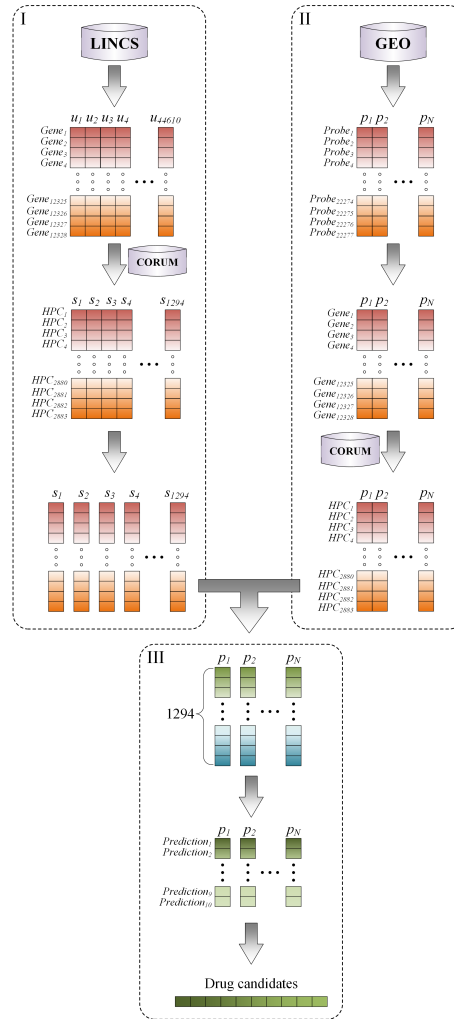 I
LINCS
u1 u2 u3 u4 u44610
Gene1
Gene2
Gene3
Gene4
Gene12325
Gene12326
Gene12327
Gene12328
CORUM
s1 s2 s3 s4 s1294
HPC1
HPC2
HPC3
HPC4
HPC2880
HPC2881
HPC2882
HPC2883
s1 s2 s3 s4 s1294
II
GEO
p1 p2 pN
Probe1
Probe2
Probe3
Probe4
Probe22274
Probe22275
Probe22276
Probe22277
p1 p2 pN
Gene1
Gene2
Gene3
Gene4
Gene12325
Gene12326
Gene12327
Gene12328
CORUM
p1 p2 pN
HPC1
HPC2
HPC3
HPC4
HPC2880
HPC2881
HPC2882
HPC2883
III
p1 p2 pN
1294
p1 p2 pN
Prediction1
Prediction2
Prediction9
Prediction10
Drug candidates